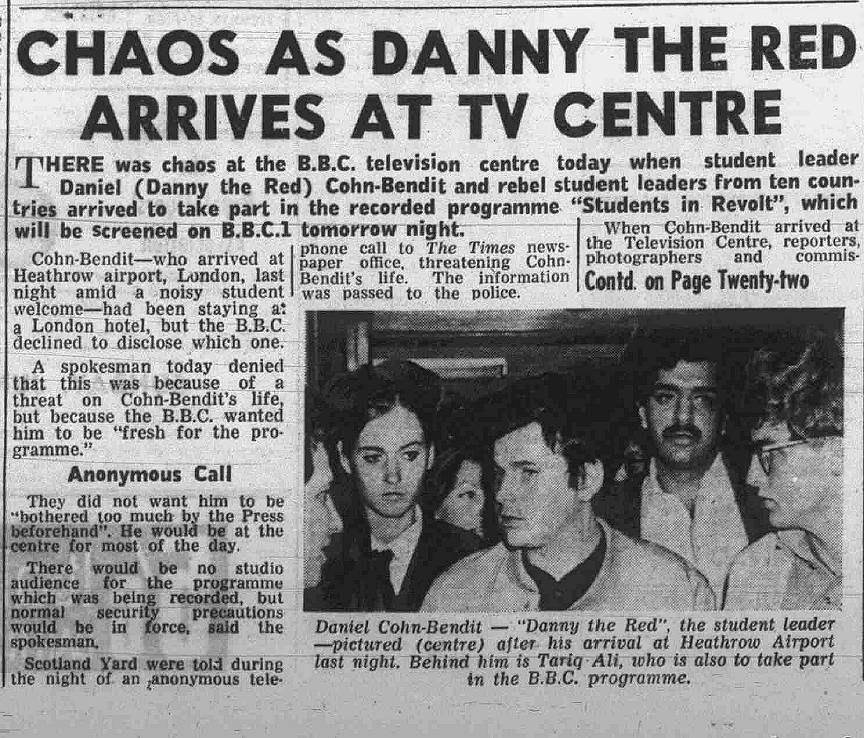 CHAOS AS DANNY THE RED
ARRIVES AT TV CENTRE
THERE was chaos at the B.B.C. television centre today when student leader
Daniel (Danny the Red) Cohn-Bendit and rebel student leaders from ten coun-
tries arrived to take part in the recorded programme "Students in Revolt", which
will be screened on B.B.C.1 tomorrow night.
Cohn-Bendit—who arrived at
Heathrow airport, London, last
night amid a noisy student
welcome—had been staying at
a London hotel, but the B.B.C.
declined to disclose which one.
A spokesman today denied
that this was because of a
threat on Cohn-Bendit's life,
but because the B.B.C. wanted
him to be "fresh for the pro-
gramme."
Anonymous Call
They did not want him to be
"bothered too much by the Press
beforehand". He would be at the
centre for most of the day.
There would be no studio
audience for the programme
which was being recorded, but
normal security precautions
would be in force, said the
spokesman.
Scotland Yard were told during
the night of an anonymous tele-
phone call to The Times news-
paper office, threatening Cohn-
Bendit's life. The information
was passed to the police.
When Cohn-Bendit arrived at
the Television Centre, reporters,
photographers and commis-
Contd. on Page Twenty-two
Daniel Cohn-Bendit — "Danny the Red", the student leader
—pictured (centre) after his arrival at Heathrow Airport
last night. Behind him is Tariq Ali, who is also to take part
in the B.B.C. programme.